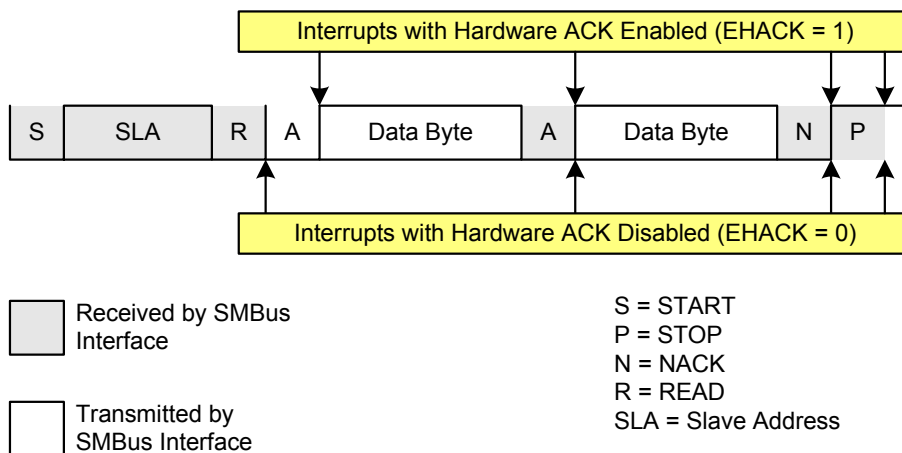 Interrupts with Hardware ACK Enabled (EHACK = 1)
S SLA R A Data Byte A Data Byte N P
Interrupts with Hardware ACK Disabled (EHACK = 0)
Received by SMBus
Interface
Transmitted by
SMBus Interface
S = START
P = STOP
N = NACK
R = READ
SLA = Slave Address